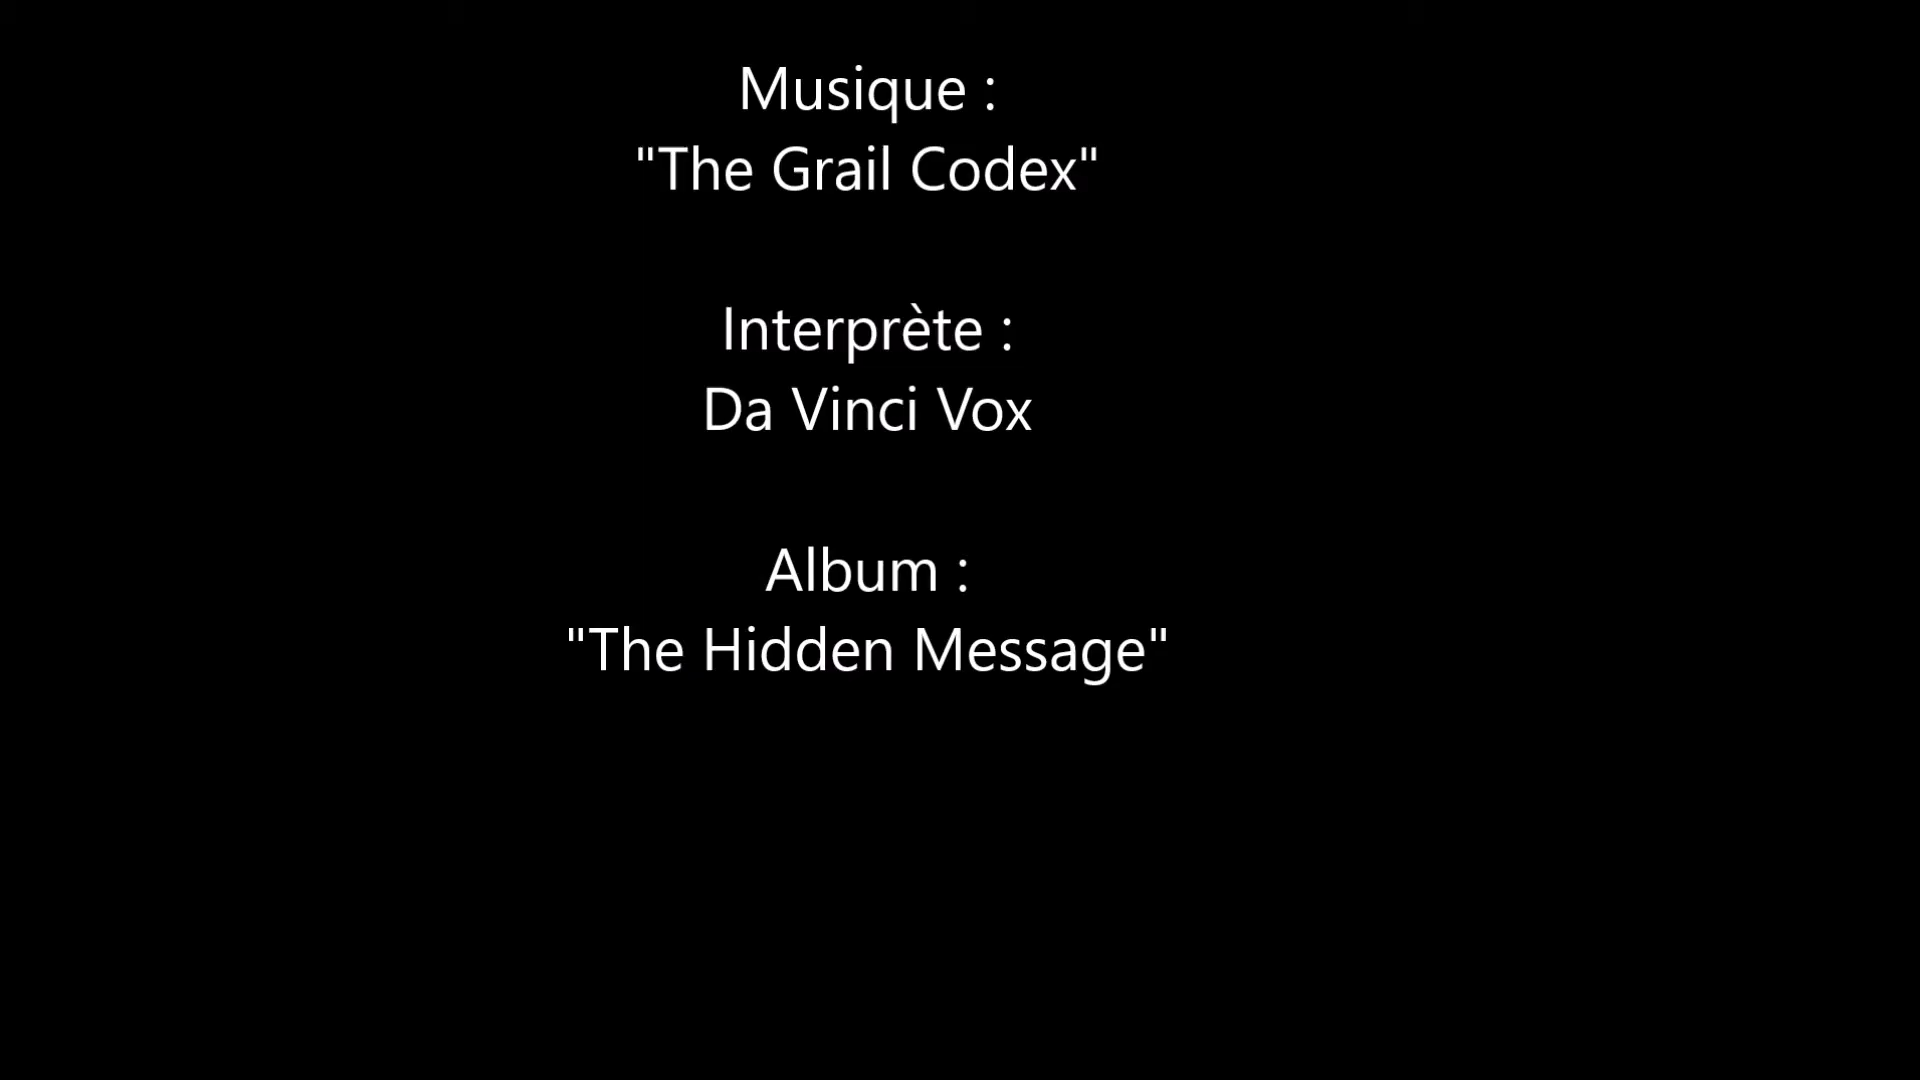 Musique :
"The Grail Codex"
Interprète :
Da Vinci Vox
Album :
"The Hidden Message"